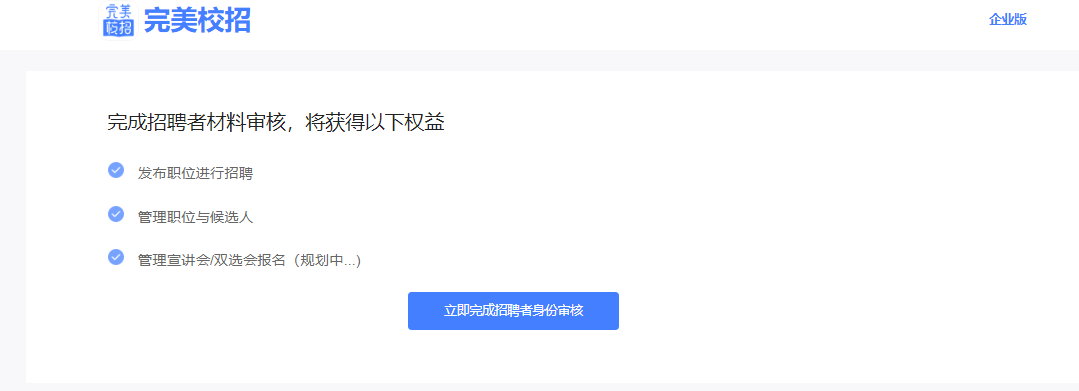 完美校招
完美校招
企业版
完成招聘者材料审核，将获得以下权益
发布职位进行招聘
管理职位与候选人
管理宣讲会/双选会报名（规划中...）
立即完成招聘者身份审核